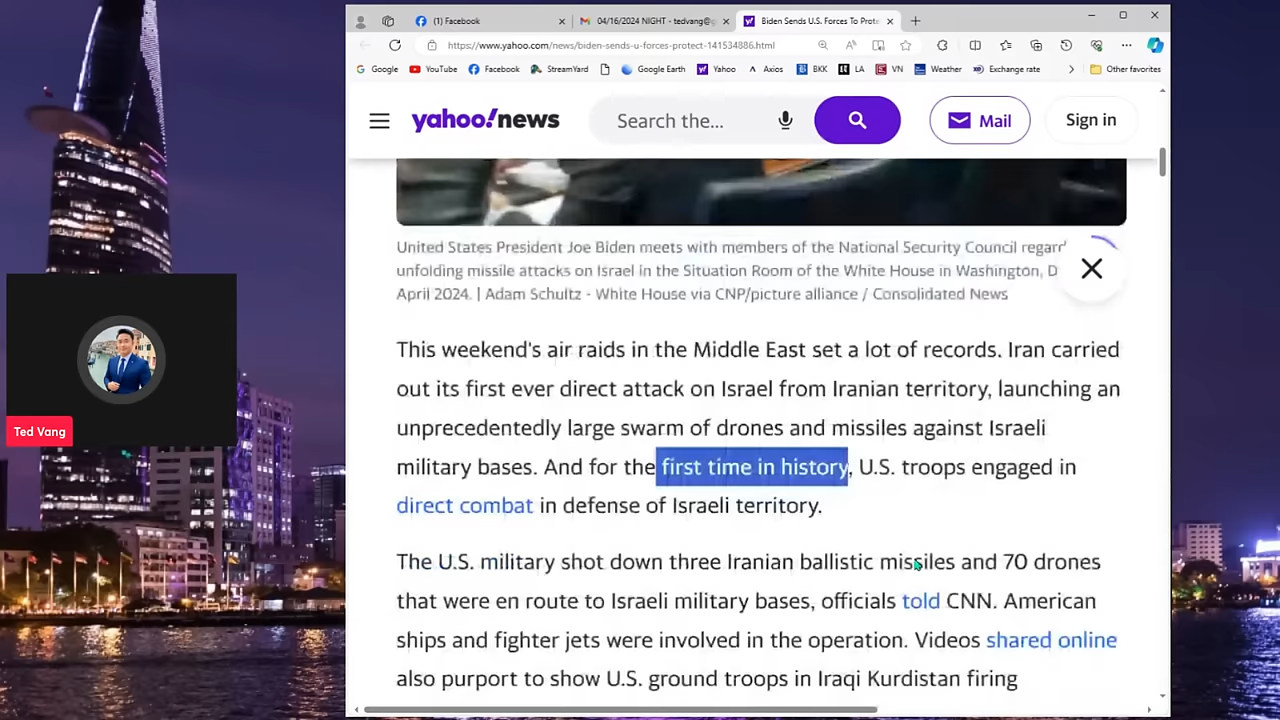 (1) Facebook
04/16/2024 NIGHT - tedvang@g
Biden Sends U.S. Forces To Prote
https://www.yahoo.com/news/biden-sends-u-forces-protect-141534886.html
Google YouTube Facebook StreamYard Google Earth Yahoo Axios BKK LA VN Weather Exchange rate Other favorites
yahoo!news Search the... Mail Sign in
United States President Joe Biden meets with members of the National Security Council regard
unfolding missile attacks on Israel in the Situation Room of the White House in Washington, D
April 2024. | Adam Schultz - White House via CNP/picture alliance / Consolidated News
This weekend's air raids in the Middle East set a lot of records. Iran carried
out its first ever direct attack on Israel from Iranian territory, launching an
unprecedentedly large swarm of drones and missiles against Israeli
military bases. And for the first time in history, U.S. troops engaged in
direct combat in defense of Israeli territory.
The U.S. military shot down three Iranian ballistic missiles and 70 drones
that were en route to Israeli military bases, officials told CNN. American
ships and fighter jets were involved in the operation. Videos shared online
also purport to show U.S. ground troops in Iraqi Kurdistan firing
Ted Vang